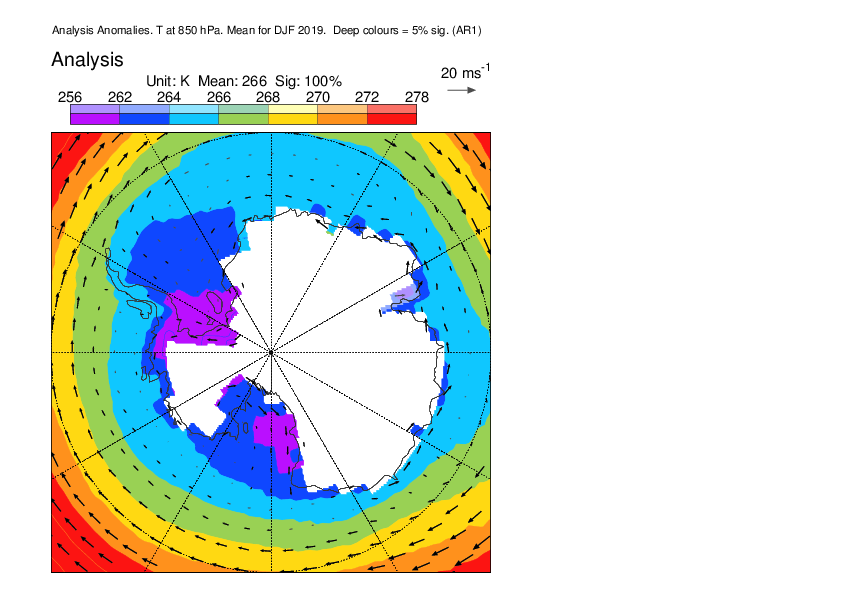 Analysis Anomalies. T at 850 hPa. Mean for DJF 2019.  Deep colours = 5% sig. (AR1)
Analysis
20 ms-1
Unit: K  Mean: 266  Sig: 100%
256 262 264 266 268 270 272 278